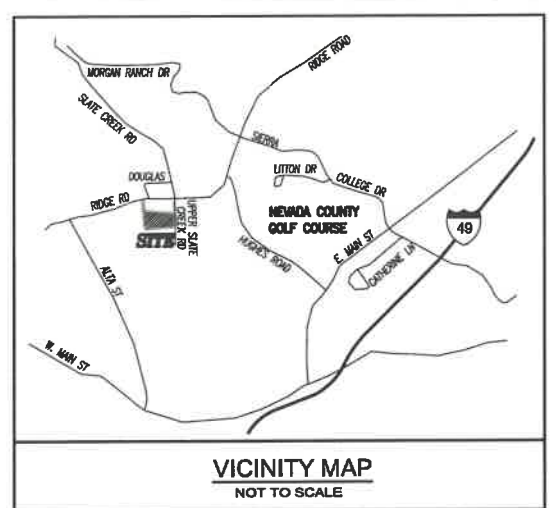 RIDGE ROAD
MORGAN RANCH DR
SLATE CREEK RD
SIERRA
DOUGLAS
LITTON DR
COLLEGE DR
RIDGE RD
UPPER SLATE
CREEK RD
NEVADA COUNTY
GOLF COURSE
49
SITE
HUGHES ROAD
E. MAIN ST
CATHERINE LN
ALTA ST
W. MAIN ST
VICINITY MAP
NOT TO SCALE